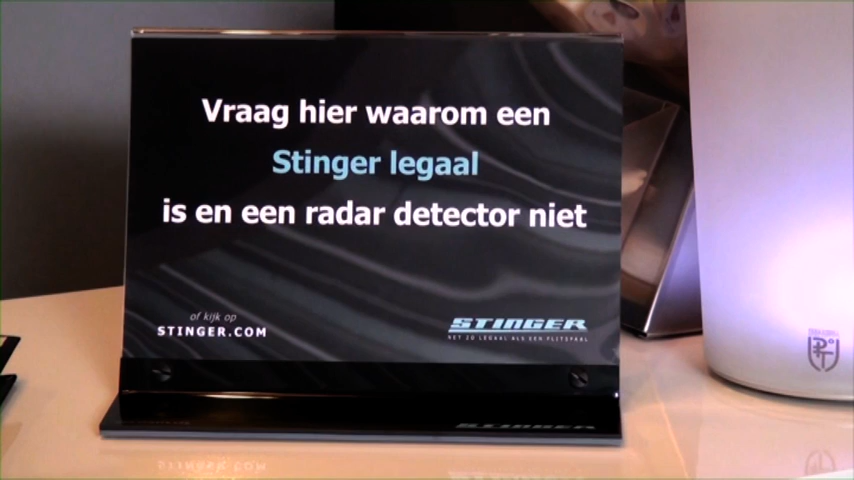 Vraag hier waarom een
Stinger legaal
is en een radar detector niet
of kijk op
STINGER.COM
STINGER
NET ZO LEGAAL ALS EEN FLITSPAAL